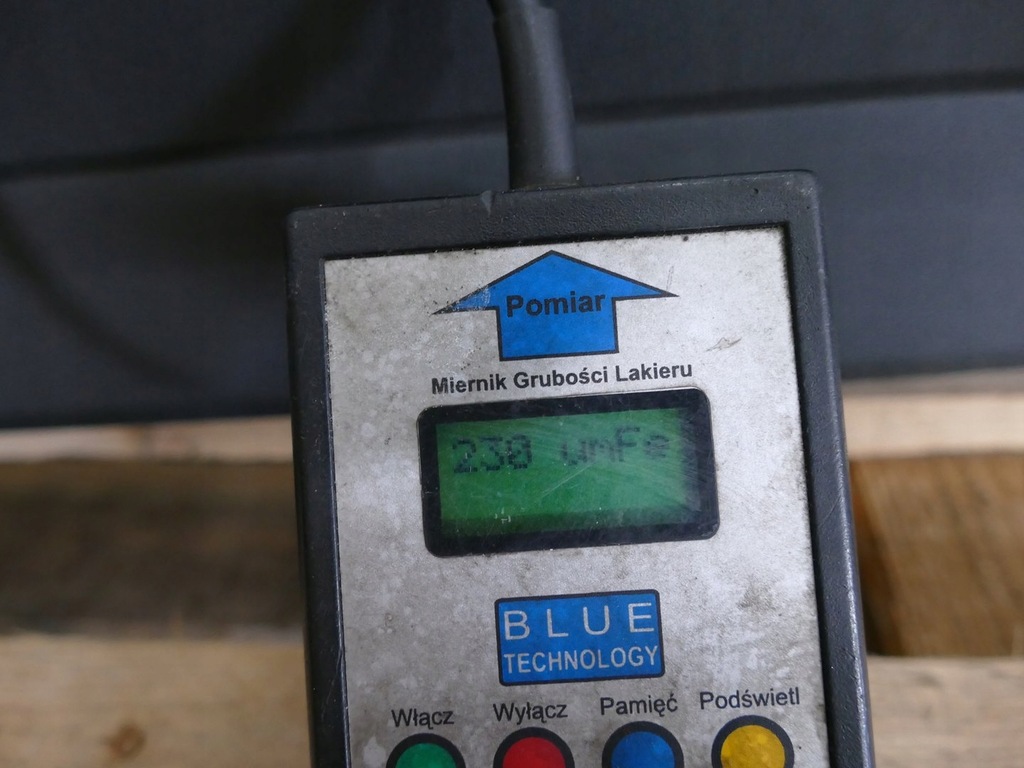 Pomiar
Miernik Grubości Lakieru
230 umFe
BLUE
TECHNOLOGY
Włącz Wyłącz Pamięć Podświetl